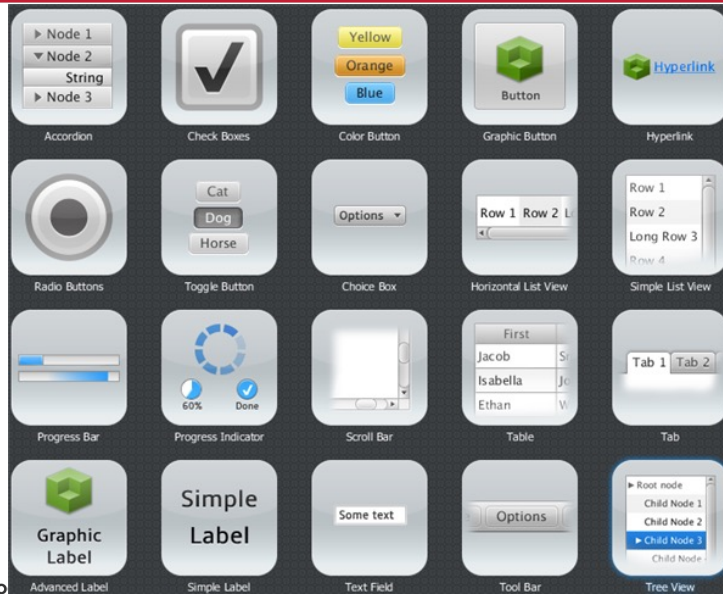 Node 1
Node 2
String
Node 3
Accordion
Check Boxes
Yellow
Orange
Blue
Color Button
Button
Graphic Button
Hyperlink
Hyperlink
Radio Buttons
Cat
Dog
Horse
Toggle Button
Options
Choice Box
Row 1 Row 2 L
Horizontal List View
Row 1
Row 2
Long Row 3
Row 4
Simple List View
Progress Bar
60% Done
Progress Indicator
Scroll Bar
First
Jacob
Isabella
Ethan
Table
Tab 1 Tab 2
Tab
Graphic
Label
Advanced Label
Simple
Label
Simple Label
Some text
Text Field
Options
Tool Bar
Root node
Child Node 1
Child Node 2
Child Node 3
Child Node
Tree View